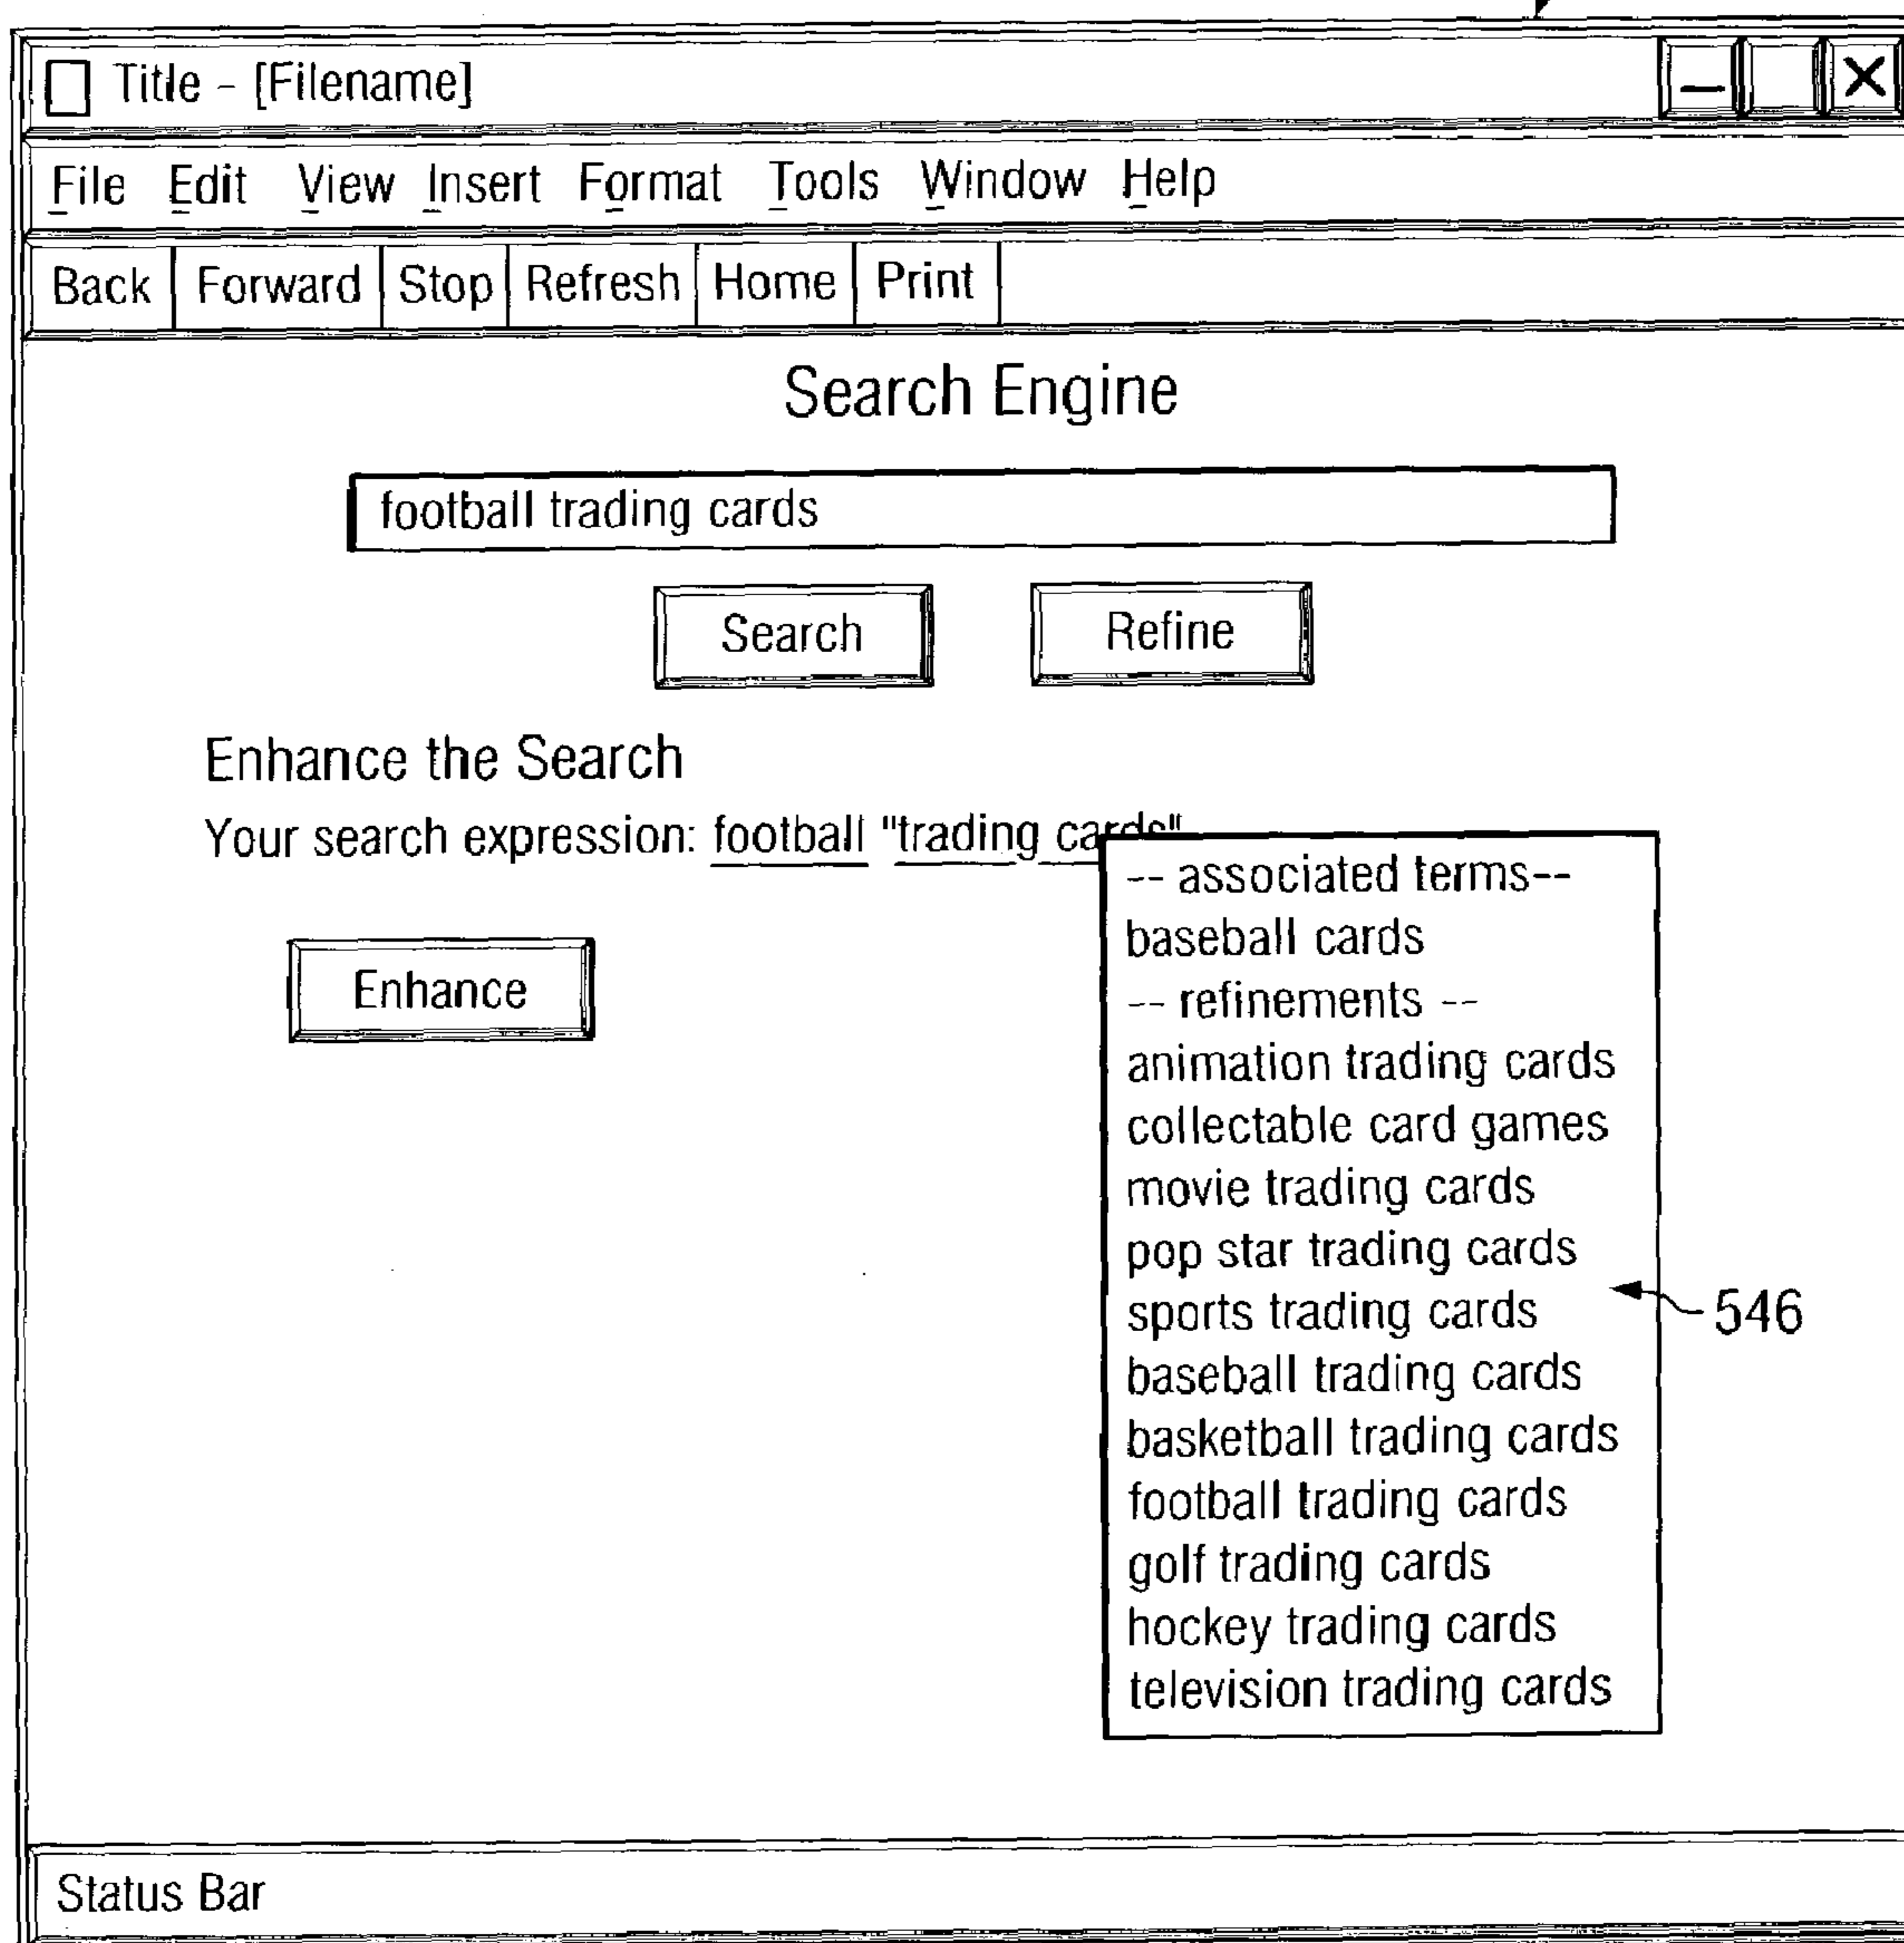 Title - [Filename]
File Edit View Insert Format Tools Window Help
Back Forward Stop Refresh Home Print
Search Engine
football trading cards
Search Refine
Enhance the Search
Your search expression: football "trading cards"
-- associated terms--
baseball cards
Enhance
-- refinements --
animation trading cards
collectable card games
movie trading cards
pop star trading cards
sports trading cards
546
baseball trading cards
basketball trading cards
football trading cards
golf trading cards
hockey trading cards
television trading cards
Status Bar